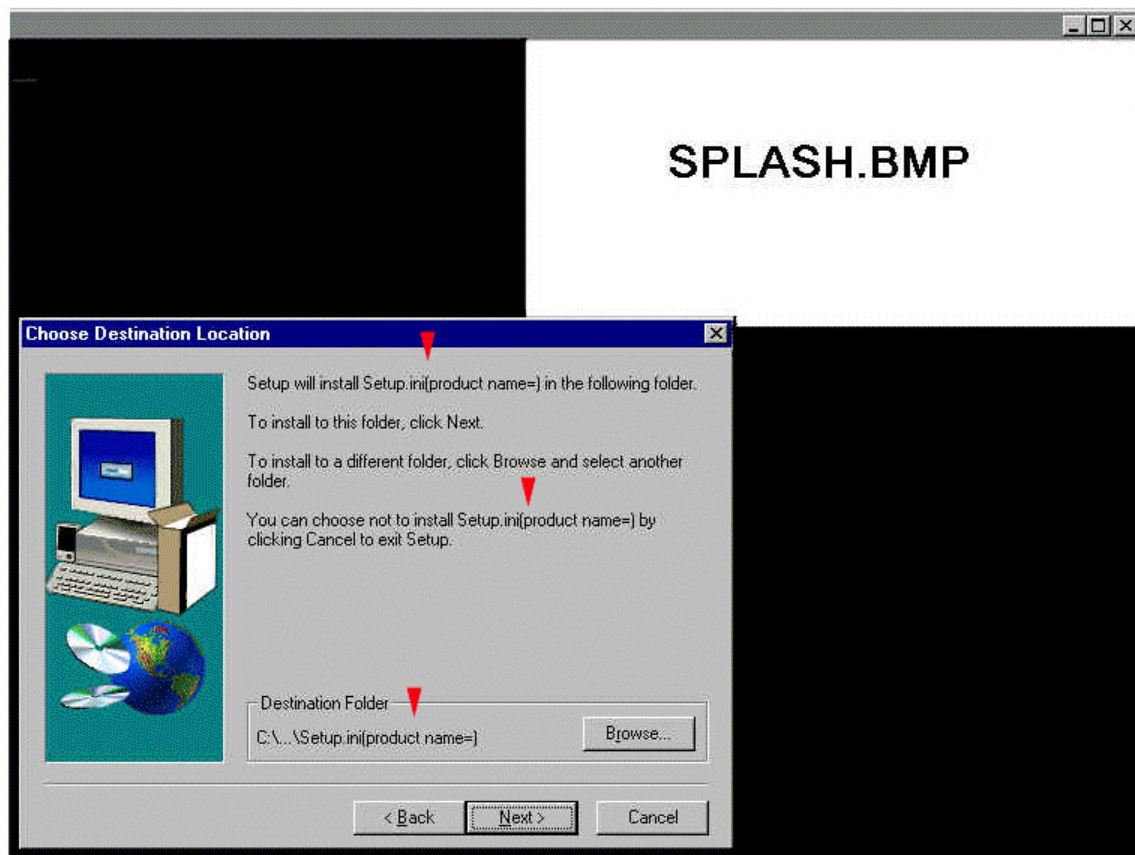 SPLASH.BMP
Choose Destination Location
Setup will install Setup.ini(product name=) in the following folder.
To install to this folder, click Next.
To install to a different folder, click Browse and select another
folder.
You can choose not to install Setup.ini(product name=) by
clicking Cancel to exit Setup.
Destination Folder
C:\...\Setup.ini(product name=)
Browse...
< Back
Next >
Cancel